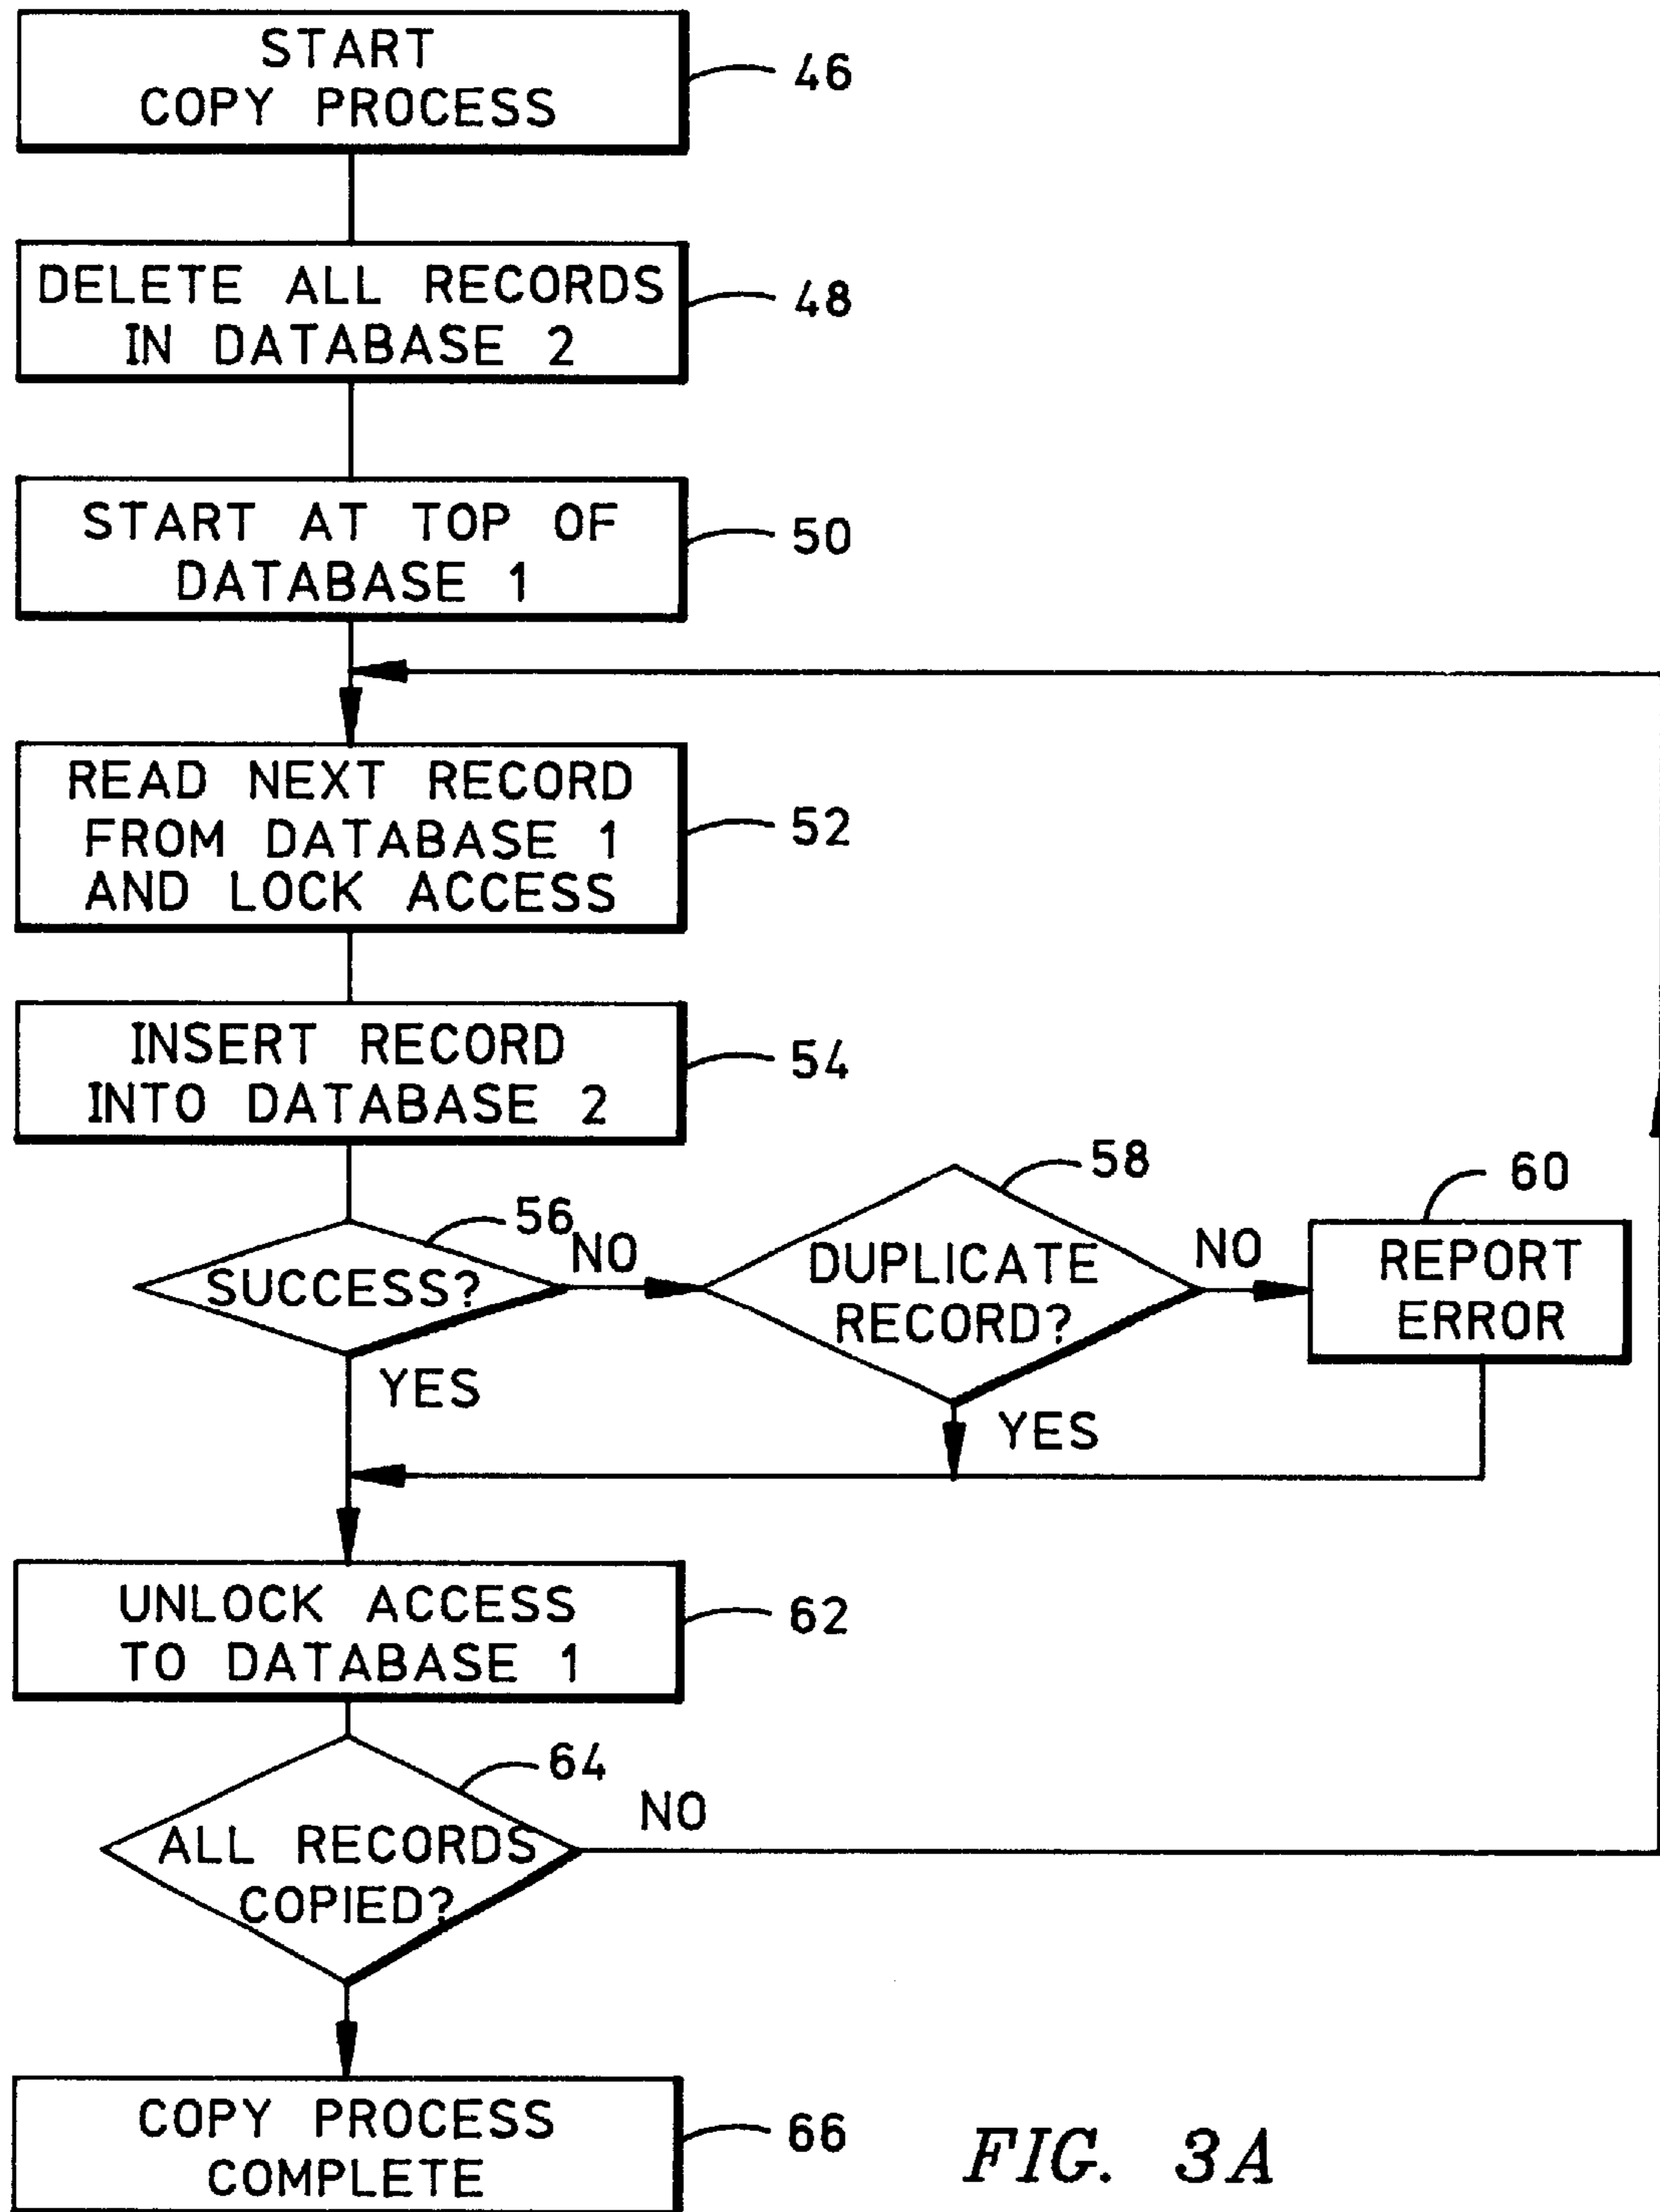 START
COPY PROCESS
46
DELETE ALL RECORDS
IN DATABASE 2
48
START AT TOP OF
DATABASE 1
50
READ NEXT RECORD
FROM DATABASE 1
AND LOCK ACCESS
52
INSERT RECORD
INTO DATABASE 2
54
SUCCESS?
56
NO
YES
DUPLICATE
RECORD?
58
NO
YES
REPORT
ERROR
60
UNLOCK ACCESS
TO DATABASE 1
62
ALL RECORDS
COPIED?
64
NO
COPY PROCESS
COMPLETE
66
FIG. 3A